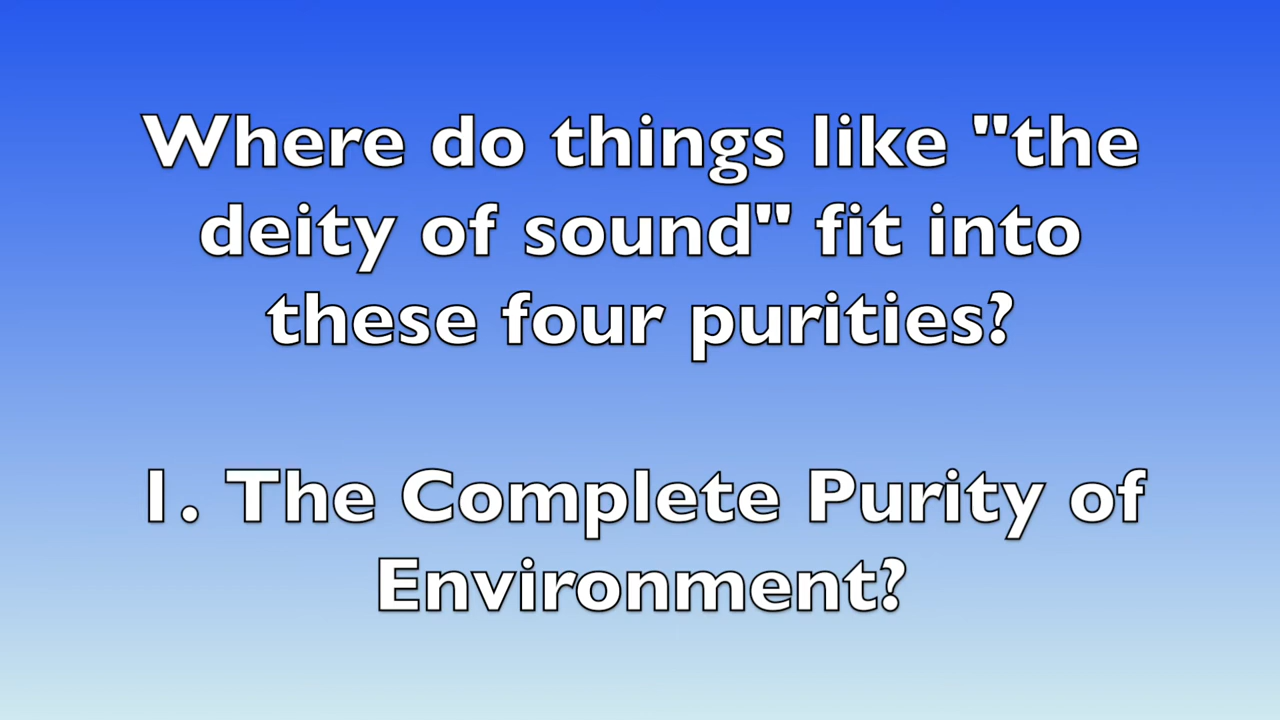 Where do things like "the
deity of sound" fit into
these four purities?
1. The Complete Purity of
Environment?